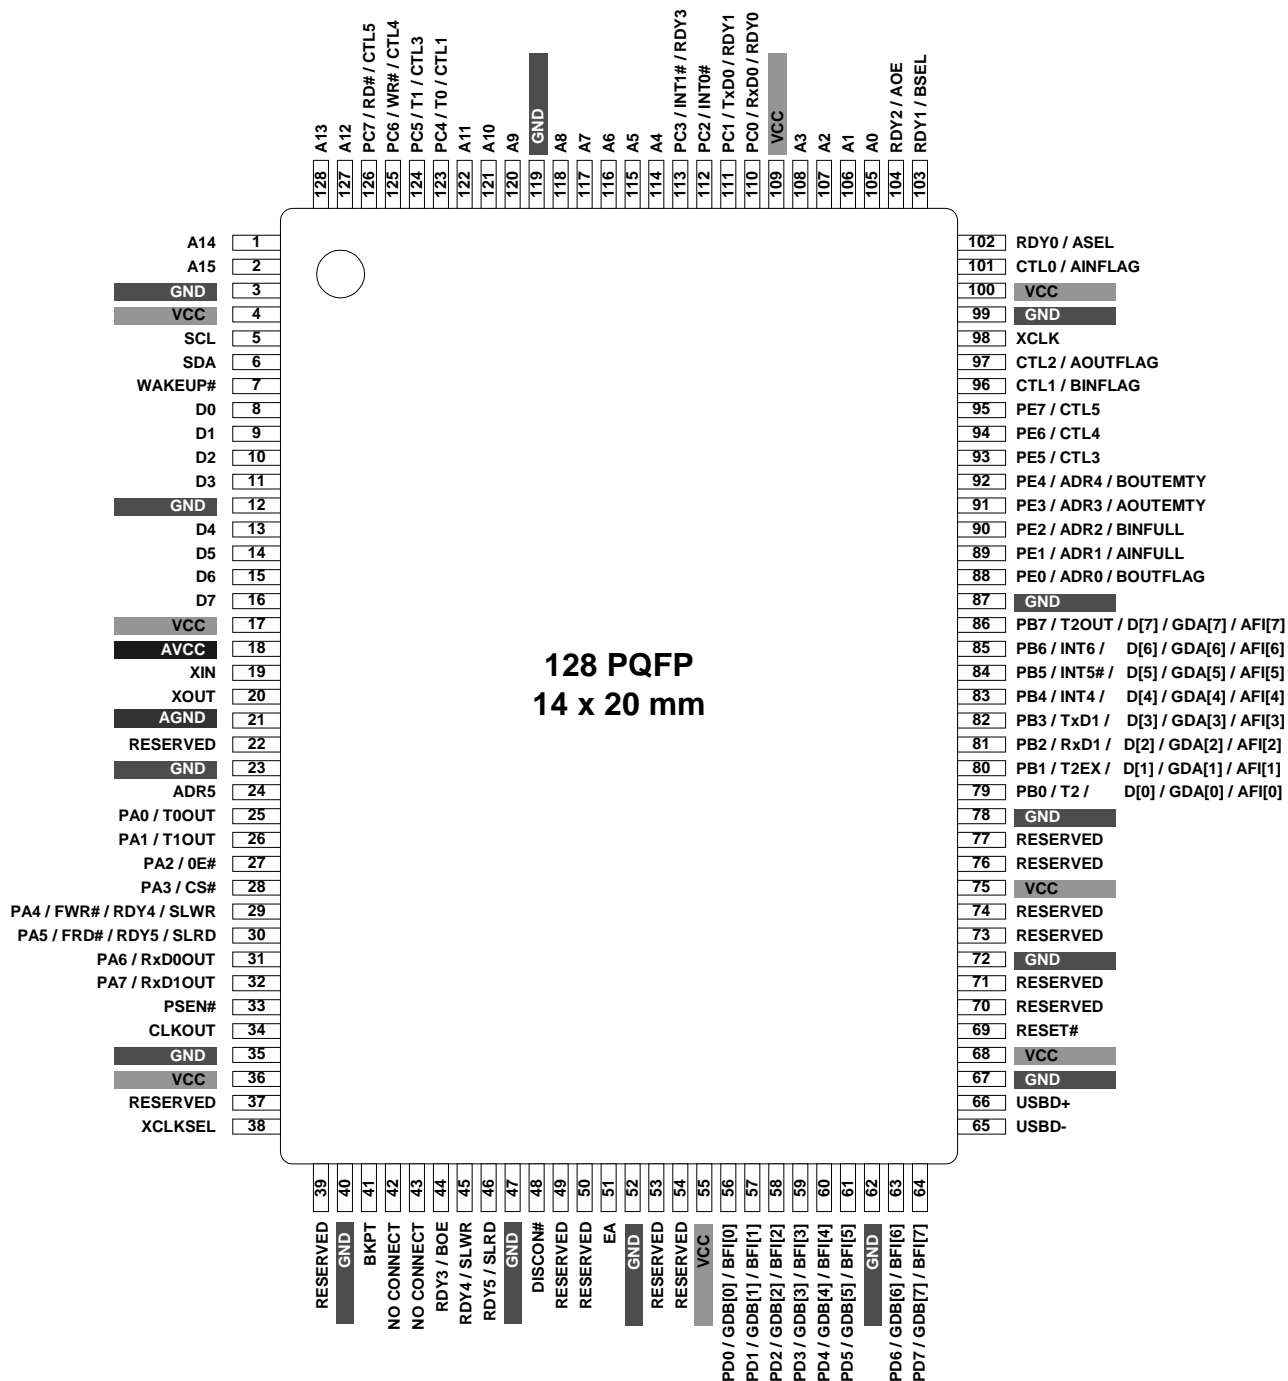 A13
A12
PC7 / RD# / CTL5
PC6 / WR# / CTL4
PC5 / T1 / CTL3
PC4 / T0 / CTL1
A11
A10
A9
GND
A8
A7
A6
A5
A4
PC3 / INT1# / RDY3
PC2 / INT0#
PC1 / TxD0 / RDY1
PC0 / RxD0 / RDY0
VCC
A3
A2
A1
A0
RDY2 / AOE
RDY1 / BSEL
128
127
126
125
124
123
122
121
120
119
118
117
116
115
114
113
112
111
110
109
108
107
106
105
104
103
A14 1
A15 2
GND 3
VCC 4
SCL 5
SDA 6
WAKEUP# 7
D0 8
D1 9
D2 10
D3 11
GND 12
D4 13
D5 14
D6 15
D7 16
VCC 17
AVCC 18
XIN 19
XOUT 20
AGND 21
RESERVED 22
GND 23
ADR5 24
PA0 / T0OUT 25
PA1 / T1OUT 26
PA2 / 0E# 27
PA3 / CS# 28
PA4 / FWR# / RDY4 / SLWR 29
PA5 / FRD# / RDY5 / SLRD 30
PA6 / RxD0OUT 31
PA7 / RxD1OUT 32
PSEN# 33
CLKOUT 34
GND 35
VCC 36
RESERVED 37
XCLKSEL 38
128 PQFP
14 x 20 mm
102 RDY0 / ASEL
101 CTL0 / AINFLAG
100 VCC
99 GND
98 XCLK
97 CTL2 / AOUTFLAG
96 CTL1 / BINFLAG
95 PE7 / CTL5
94 PE6 / CTL4
93 PE5 / CTL3
92 PE4 / ADR4 / BOUTEMTY
91 PE3 / ADR3 / AOUTEMTY
90 PE2 / ADR2 / BINFULL
89 PE1 / ADR1 / AINFULL
88 PE0 / ADR0 / BOUTFLAG
87 GND
86 PB7 / T2OUT / D[7] / GDA[7] / AFI[7]
85 PB6 / INT6 / D[6] / GDA[6] / AFI[6]
84 PB5 / INT5# / D[5] / GDA[5] / AFI[5]
83 PB4 / INT4 / D[4] / GDA[4] / AFI[4]
82 PB3 / TxD1 / D[3] / GDA[3] / AFI[3]
81 PB2 / RxD1 / D[2] / GDA[2] / AFI[2]
80 PB1 / T2EX / D[1] / GDA[1] / AFI[1]
79 PB0 / T2 / D[0] / GDA[0] / AFI[0]
78 GND
77 RESERVED
76 RESERVED
75 VCC
74 RESERVED
73 RESERVED
72 GND
71 RESERVED
70 RESERVED
69 RESET#
68 VCC
67 GND
66 USBD+
65 USBD-
39
40
41
42
43
44
45
46
47
48
49
50
51
52
53
54
55
56
57
58
59
60
61
62
63
64
RESERVED
GND
BKPT
NO CONNECT
NO CONNECT
RDY3 / BOE
RDY4 / SLWR
RDY5 / SLRD
GND
DISCON#
RESERVED
RESERVED
EA
GND
RESERVED
RESERVED
VCC
PD0 / GDB[0] / BFI[0]
PD1 / GDB[1] / BFI[1]
PD2 / GDB[2] / BFI[2]
PD3 / GDB[3] / BFI[3]
PD4 / GDB[4] / BFI[4]
PD5 / GDB[5] / BFI[5]
GND
PD6 / GDB[6] / BFI[6]
PD7 / GDB[7] / BFI[7]